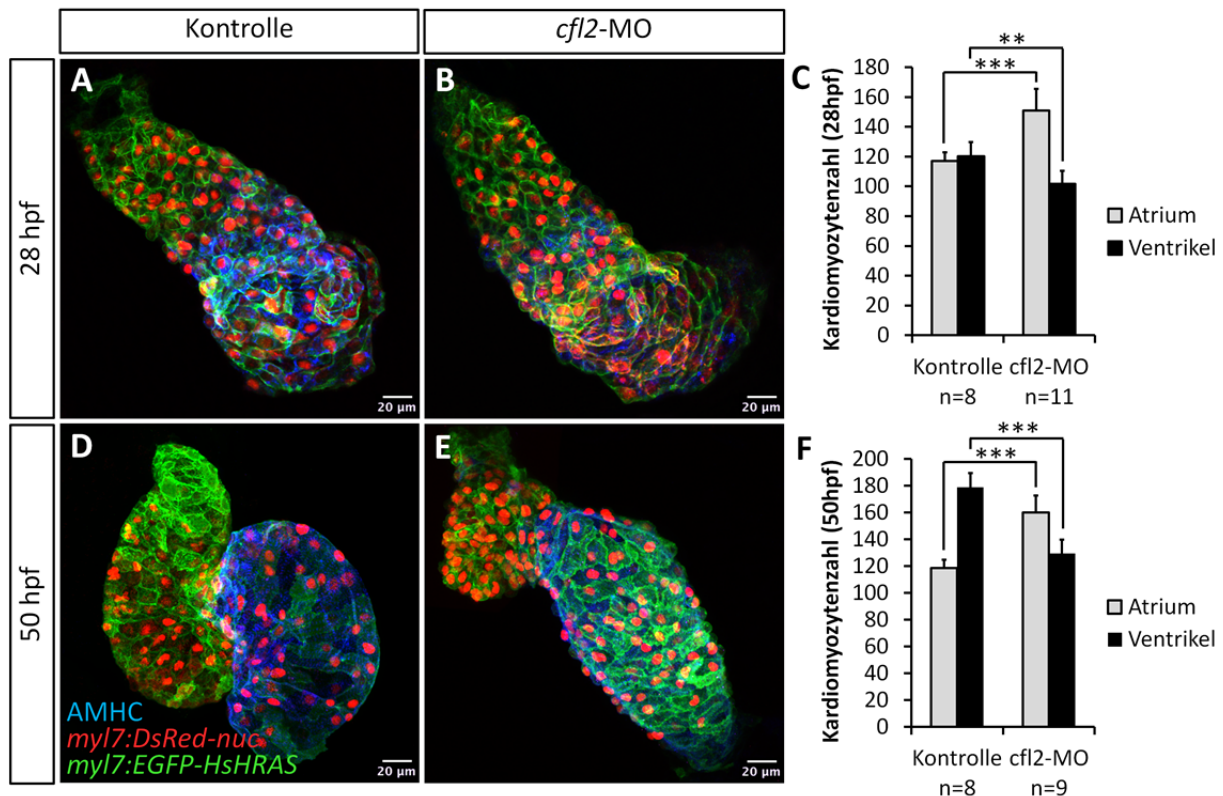 Kontrolle
cfl2-MO
28 hpf
A
20 µm
B
20 µm
C
**
***
Kardiomyozytenzahl (28hpf)
180
160
140
120
100
80
60
40
20
0
Kontrolle cfl2-MO
n=8 n=11
Atrium
Ventrikel
50 hpf
D
AMHC
myl7:DsRed-nuc
myl7:EGFP-HsHRAS
20 µm
E
20 µm
F
***
***
Kardiomyozytenzahl (50hpf)
200
180
160
140
120
100
80
60
40
20
0
Kontrolle cfl2-MO
n=8 n=9
Atrium
Ventrikel